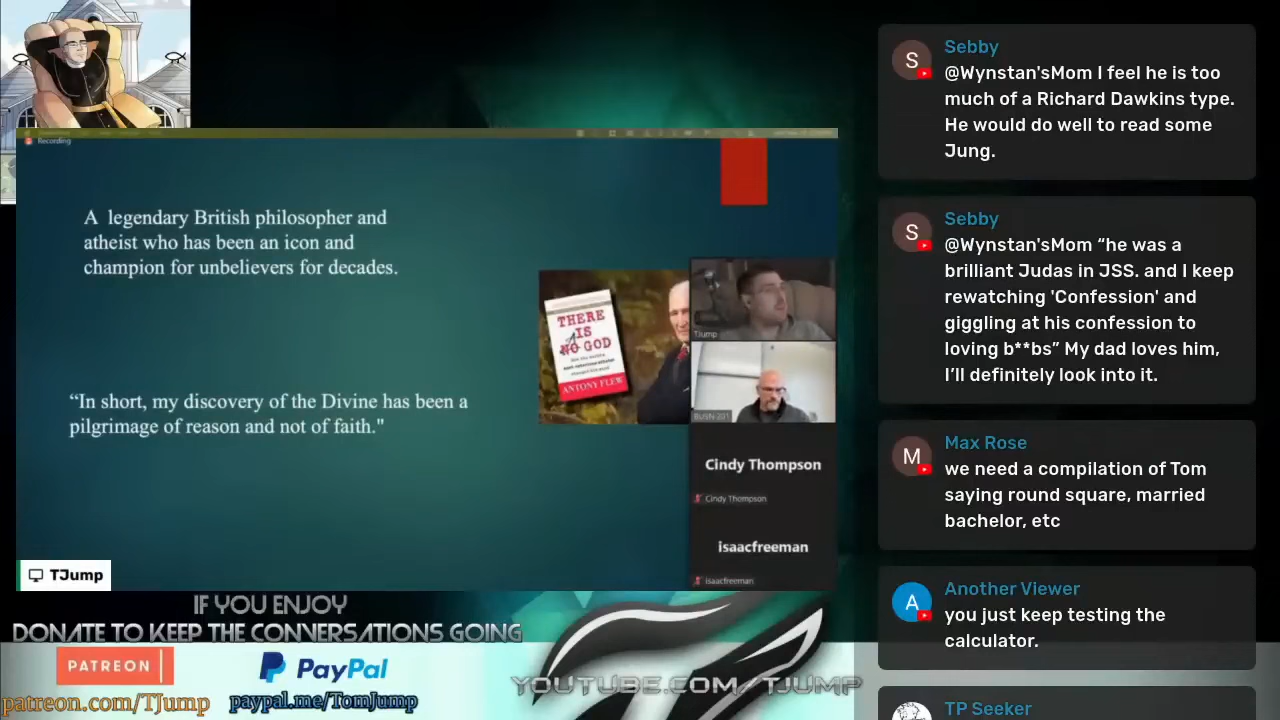 Recording
A legendary British philosopher and
atheist who has been an icon and
champion for unbelievers for decades.
“In short, my discovery of the Divine has been a
pilgrimage of reason and not of faith."
THERE
IS
A
NO GOD
ANTONY FLEW
TJump
BUSN-201
Cindy Thompson
Cindy Thompson
isaacfreeman
isaacfreeman
TJump
IF YOU ENJOY
DONATE TO KEEP THE CONVERSATIONS GOING
PATREON
PayPal
patreon.com/TJump
paypal.me/TomJump
YOUTUBE.COM/TJUMP
S
Sebby
@Wynstan'sMom I feel he is too
much of a Richard Dawkins type.
He would do well to read some
Jung.
S
Sebby
@Wynstan'sMom “he was a
brilliant Judas in JSS. and I keep
rewatching 'Confession' and
giggling at his confession to
loving b**bs” My dad loves him,
I’ll definitely look into it.
M
Max Rose
we need a compilation of Tom
saying round square, married
bachelor, etc
A
Another Viewer
you just keep testing the
calculator.
TP Seeker